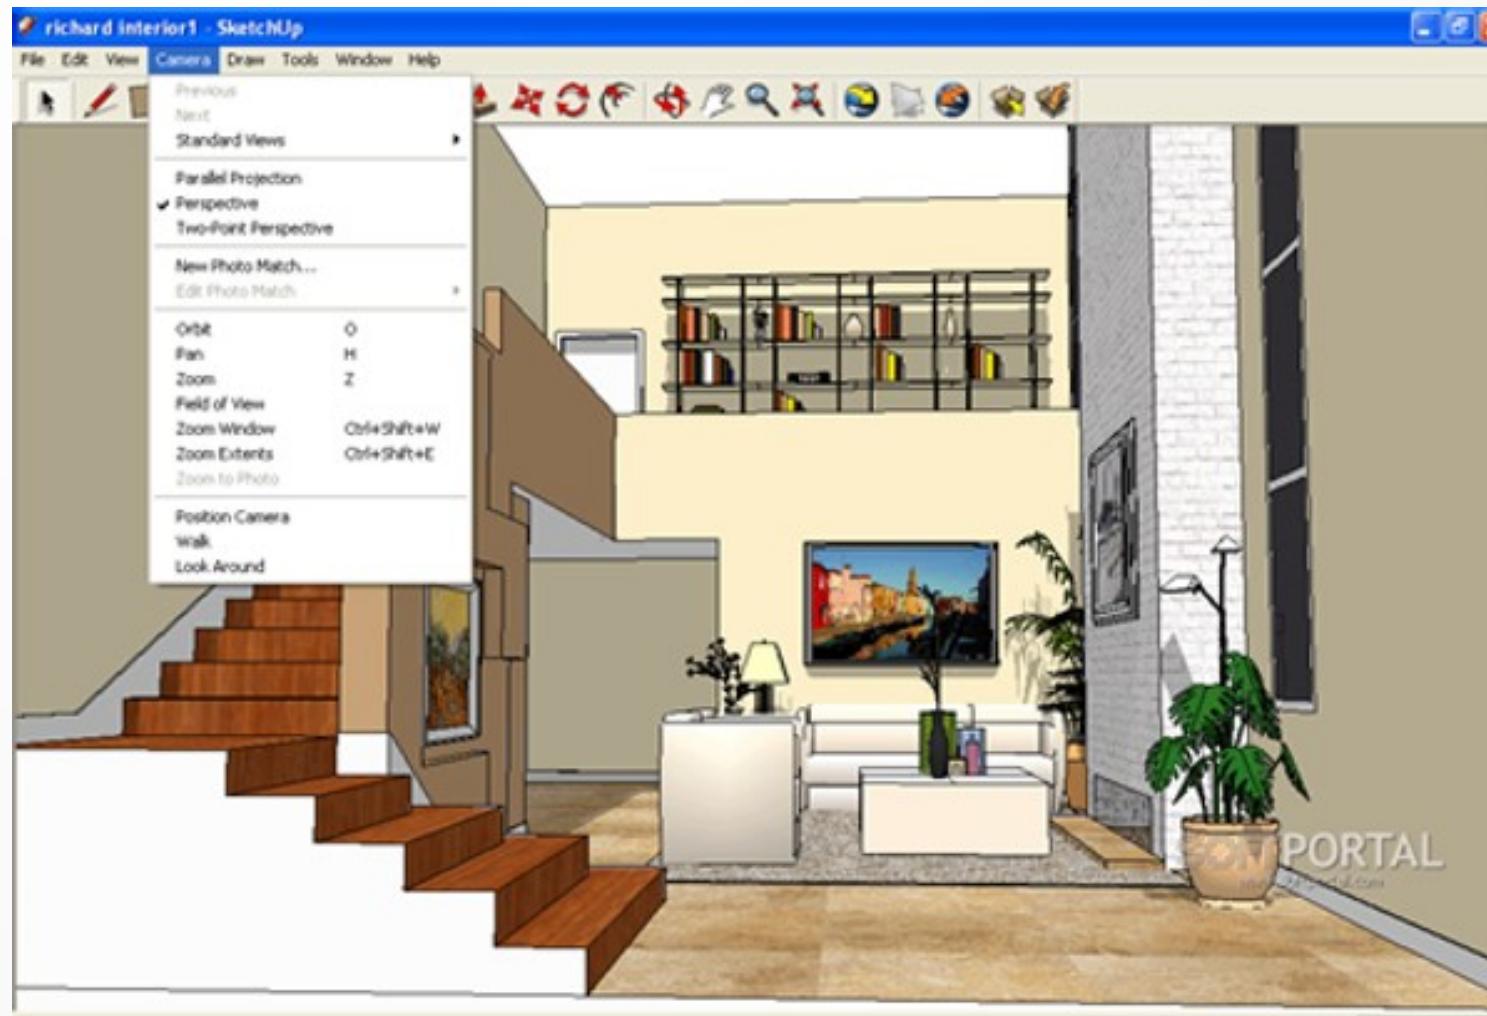 richard interior1 - SketchUp
File Edit View Camera Draw Tools Window Help
Previous
Next
Standard Views
Parallel Projection
Perspective
Two-Point Perspective
New Photo Match...
Edit Photo Match
Orbit O
Pan H
Zoom Z
Field of View
Zoom Window Ctrl+Shift+W
Zoom Extents Ctrl+Shift+E
Zoom to Photo
Position Camera
Walk
Look Around
PORTAL